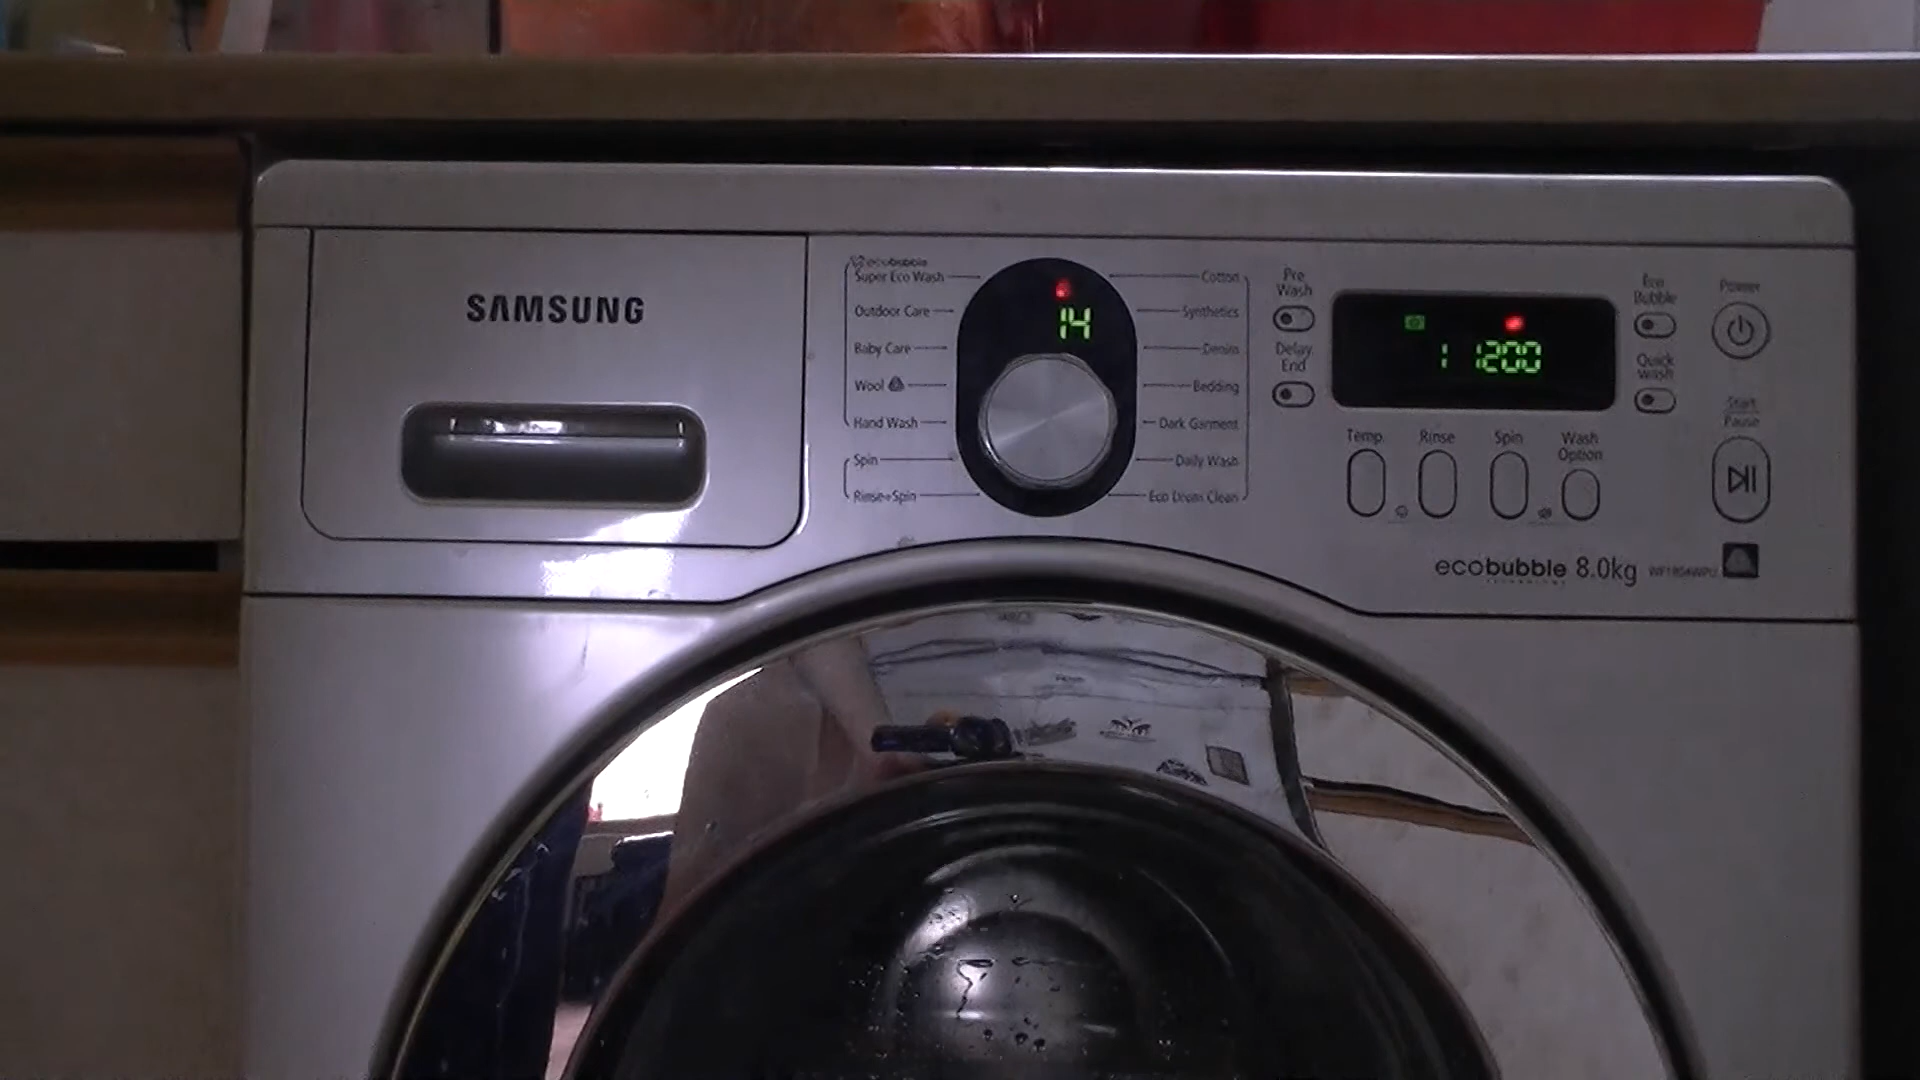 SAMSUNG
ecobubble
Super Eco Wash
Outdoor Care
Baby Care
Wool
Hand Wash
Spin
Rinse+Spin
14
Cotton
Synthetics
Denim
Bedding
Dark Garment
Daily Wash
Eco Drum Clean
Pre
Wash
Delay
End
1 1200
Eco
Bubble
Quick
Wash
Power
Start
Pause
Temp.
Rinse
Spin
Wash
Option
ecobubble 8.0kg
TECHNOLOGY